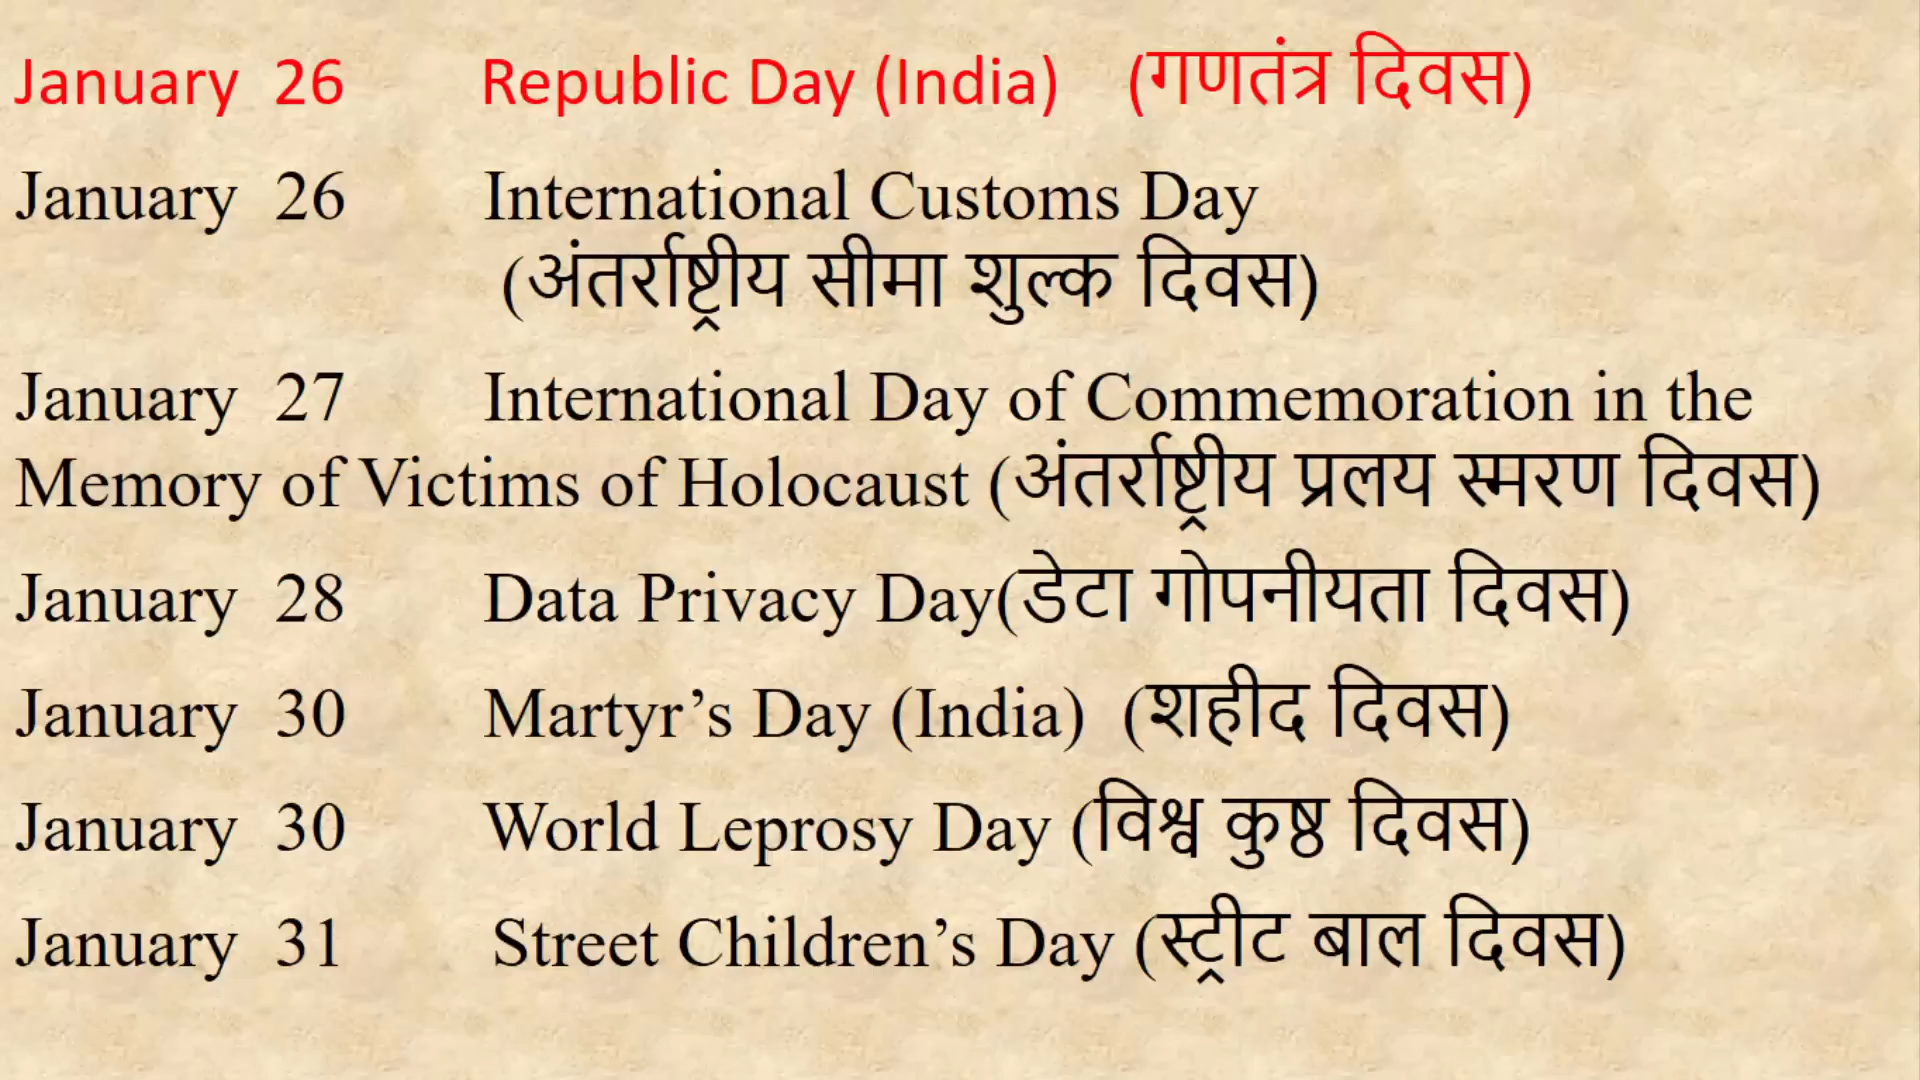 January 26 Republic Day (India) (गणतंत्र दिवस)
January 26 International Customs Day
(अंतर्राष्ट्रीय सीमा शुल्क दिवस)
January 27 International Day of Commemoration in the
Memory of Victims of Holocaust (अंतर्राष्ट्रीय प्रलय स्मरण दिवस)
January 28 Data Privacy Day(डेटा गोपनीयता दिवस)
January 30 Martyr’s Day (India) (शहीद दिवस)
January 30 World Leprosy Day (विश्व कुष्ठ दिवस)
January 31 Street Children’s Day (स्ट्रीट बाल दिवस)